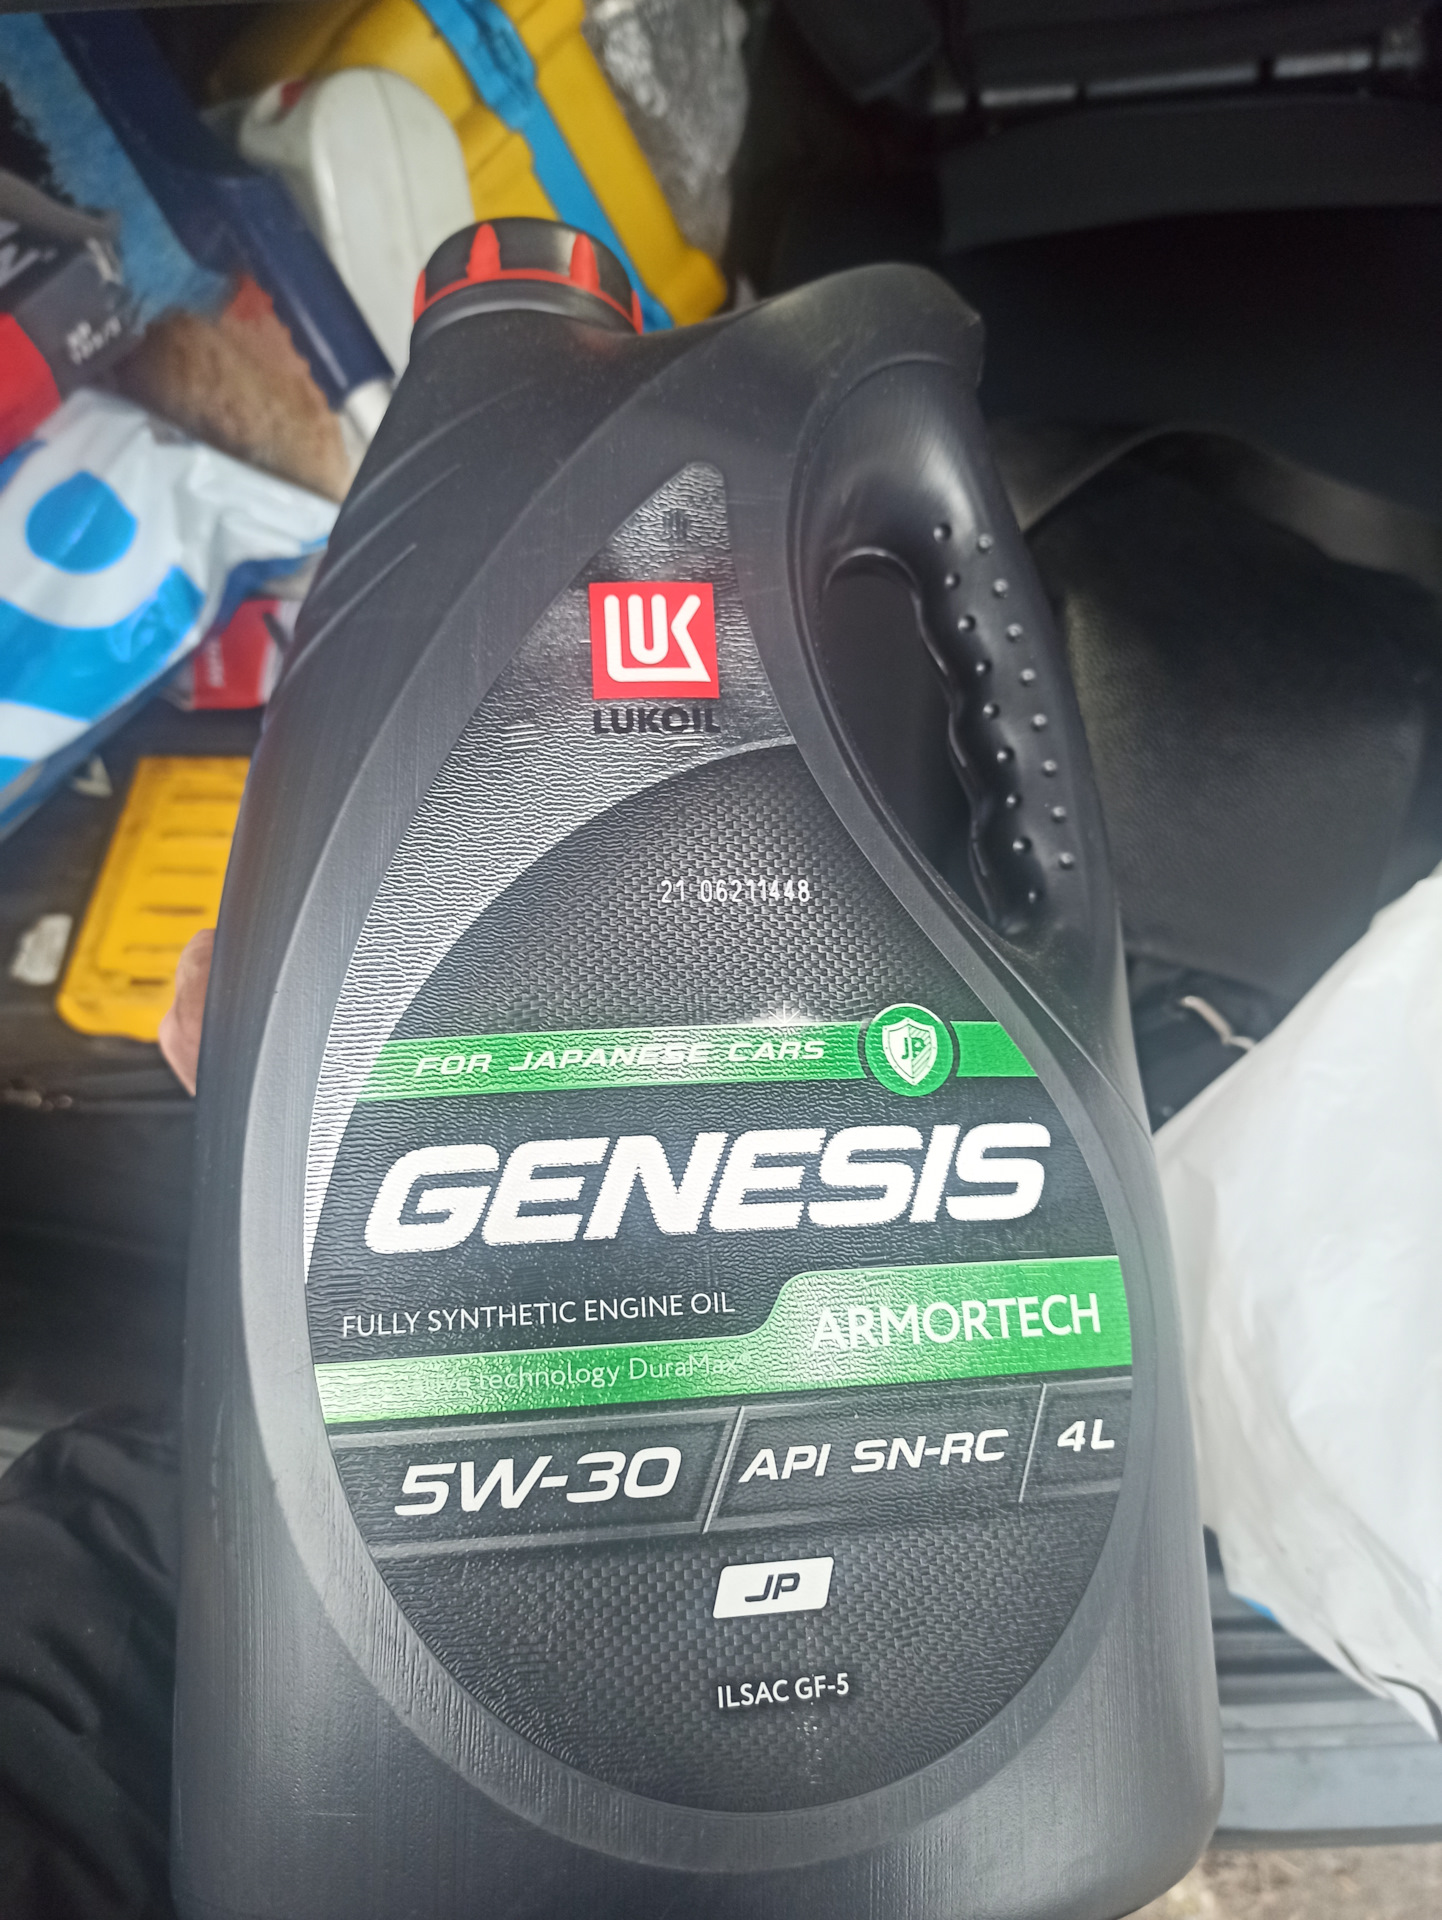 LUK
LUKOIL
21 06211448
FOR JAPANESE CARS
JP
GENESIS
FULLY SYNTHETIC ENGINE OIL
ARMORTECH
technology DuraMax
5W-30
API SN-RC
4L
JP
ILSAC GF-5